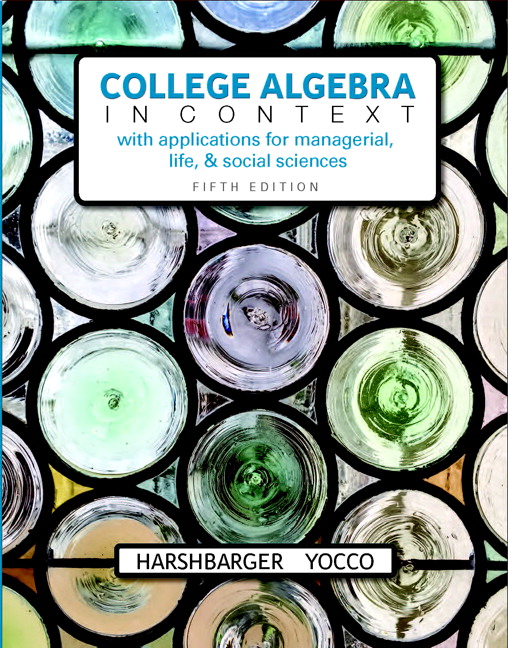 COLLEGE ALGEBRA
IN CONTEXT
with applications for managerial,
life, & social sciences
FIFTH EDITION
HARSHBARGER YOCCO